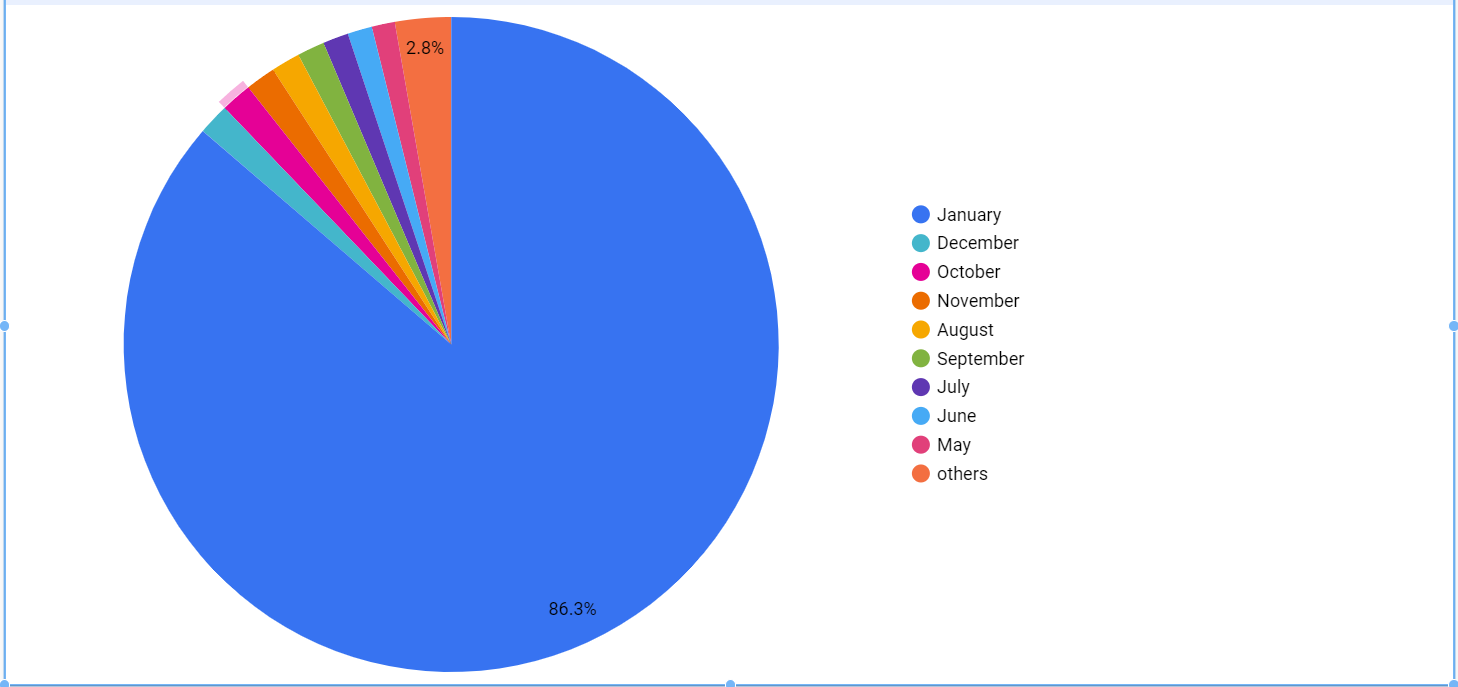 2.8%
86.3%
January
December
October
November
August
September
July
June
May
others